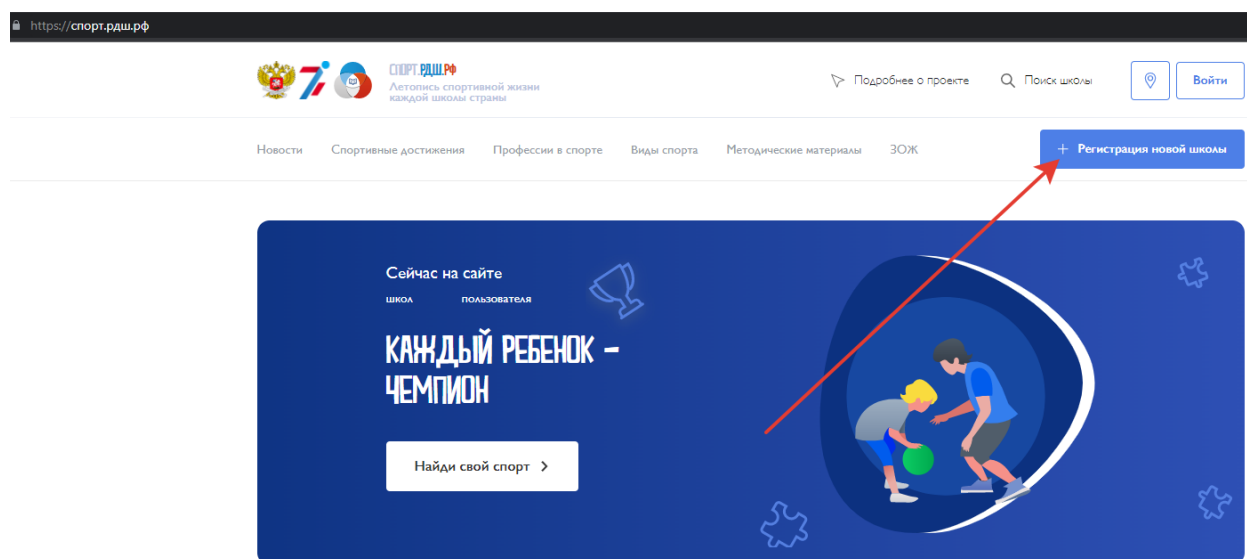 https://спорт.рдш.рф
СПОРТ.РДШ.РФ
Летопись спортивной жизни
каждой школы страны
Подробнее о проекте
Поиск школы
Войти
Новости
Спортивные достижения
Профессии в спорте
Виды спорта
Методические материалы
ЗОЖ
+ Регистрация новой школы
Сейчас на сайте
школ пользователя
КАЖДЫЙ РЕБЕНОК –
ЧЕМПИОН
Найди свой спорт >